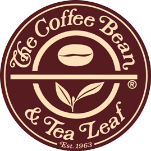 The Coffee Bean
®
& Tea Leaf
Est. 1963